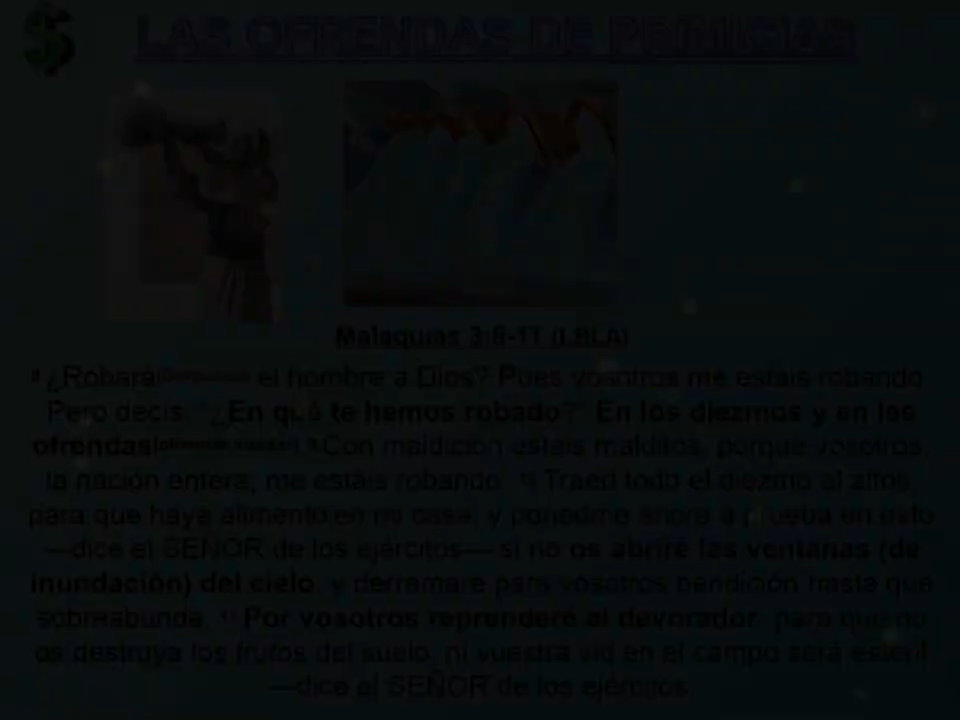 $ LAS OFRENDAS DE PRIMICIAS
Malaquías 3:8-11 (LBLA)
8 ¿Robará el hombre a Dios? Pues vosotros me estáis robando.
Pero decís: "¿En qué te hemos robado?" En los diezmos y en las
ofrendas 9 Con maldición estáis malditos, porque vosotros,
la nación entera, me estáis robando. 10 Traed todo el diezmo al alfolí,
para que haya alimento en mi casa; y ponedme ahora a prueba en esto
—dice el SEÑOR de los ejércitos— si no os abriré las ventanas (de
inundación) del cielo, y derramaré para vosotros bendición hasta que
sobreabunde. 11 Por vosotros reprenderé al devorador, para que no
os destruya los frutos del suelo, ni vuestra vid en el campo será estéril
—dice el SEÑOR de los ejércitos